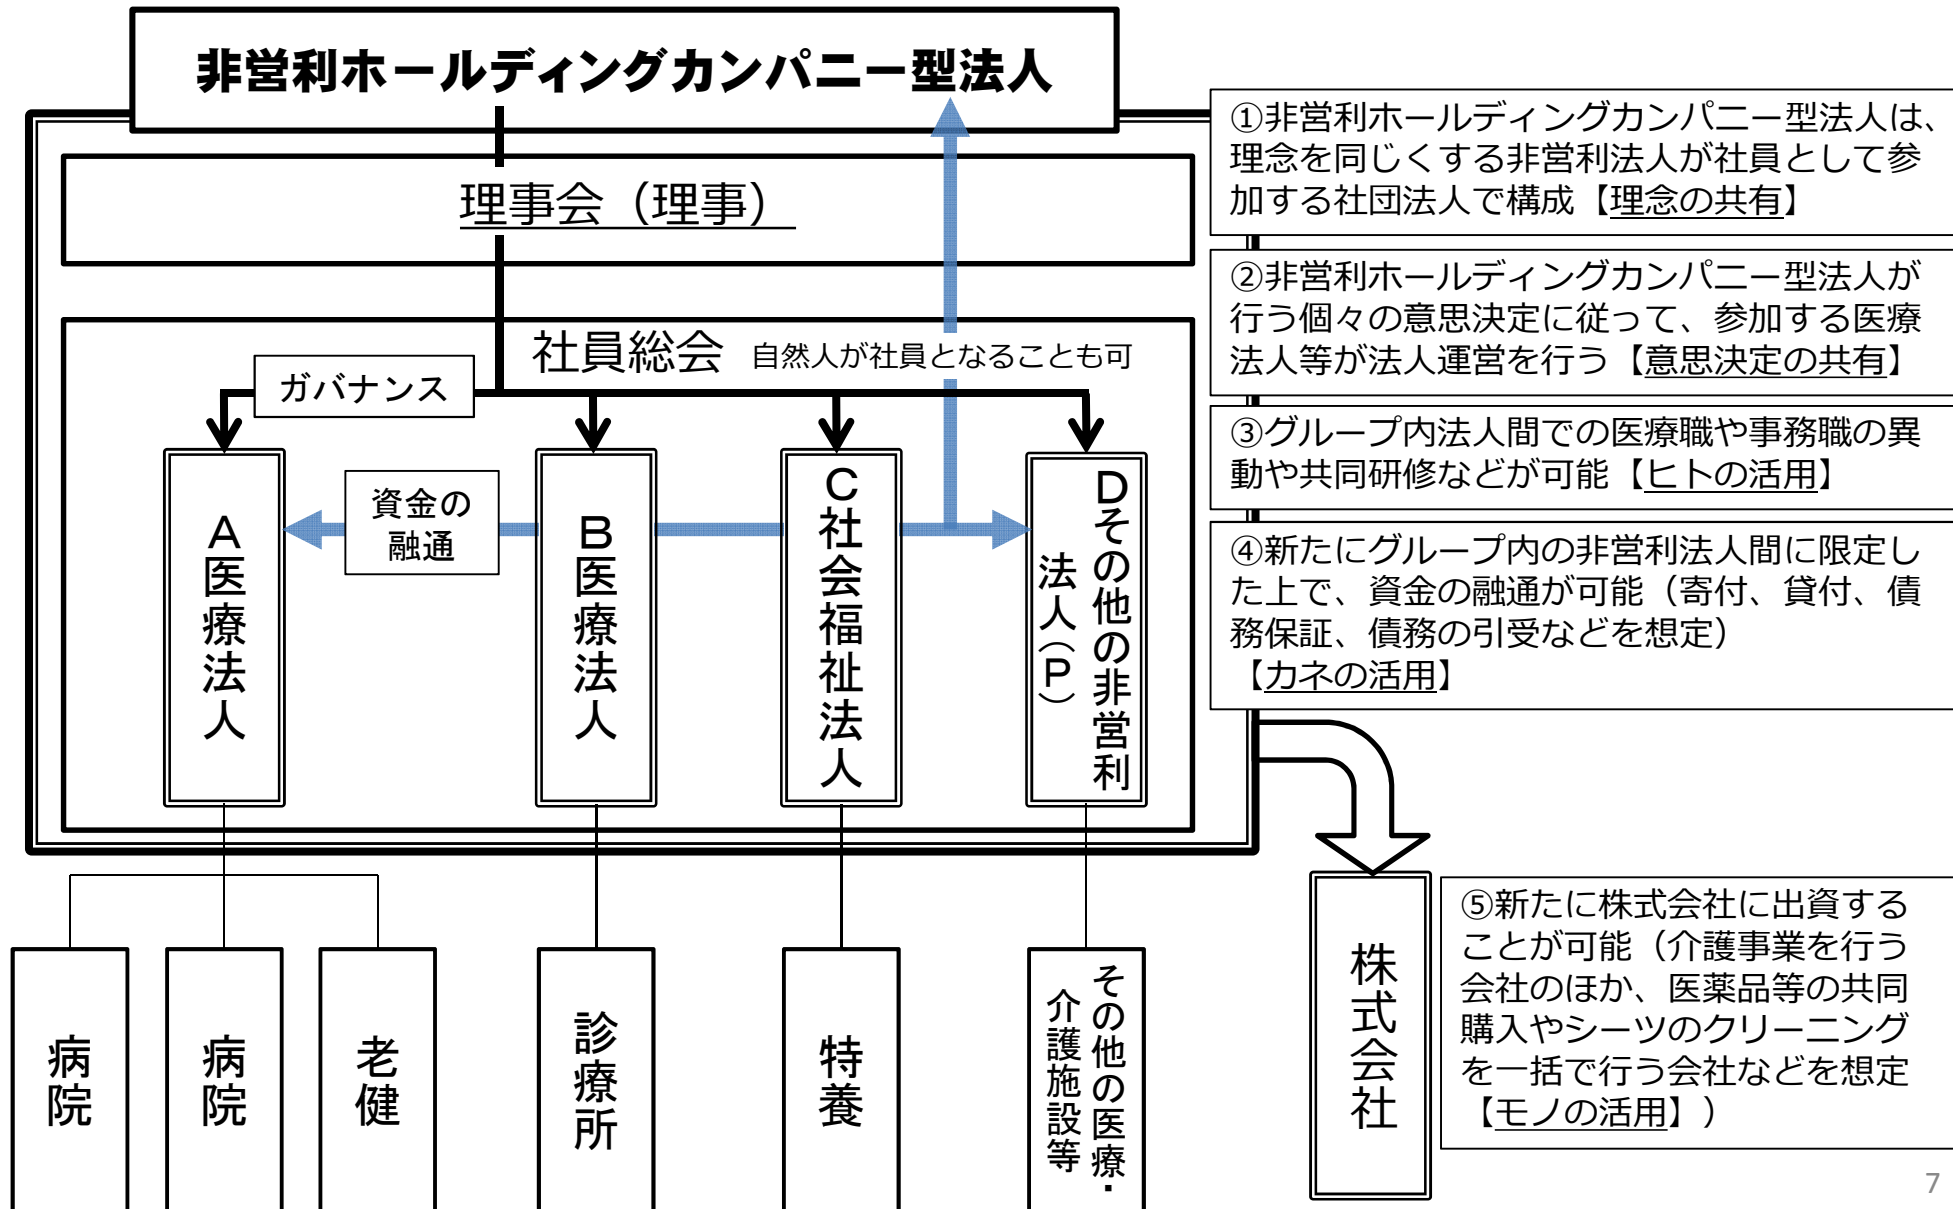 非営利ホールディングカンパニー型法人
理事会（理事）
社員総会 自然人が社員となることも可
ガバナンス
資金の
融通
A医療法人
B医療法人
C社会福祉法人
Dその他の非営利
法人（P）
病院
病院
老健
診療所
特養
その他の医療・
介護施設等
株式会社
①非営利ホールディングカンパニー型法人は、
理念を同じくする非営利法人が社員として参
加する社団法人で構成【理念の共有】
②非営利ホールディングカンパニー型法人が
行う個々の意思決定に従って、参加する医療
法人等が法人運営を行う【意思決定の共有】
③グループ内法人間での医療職や事務職の異
動や共同研修などが可能【ヒトの活用】
④新たにグループ内の非営利法人間に限定し
た上で、資金の融通が可能（寄付、貸付、債
務保証、債務の引受などを想定）
【カネの活用】
⑤新たに株式会社に出資する
ことが可能（介護事業を行う
会社のほか、医薬品等の共同
購入やシーツのクリーニング
を一括で行う会社などを想定
【モノの活用】）
7